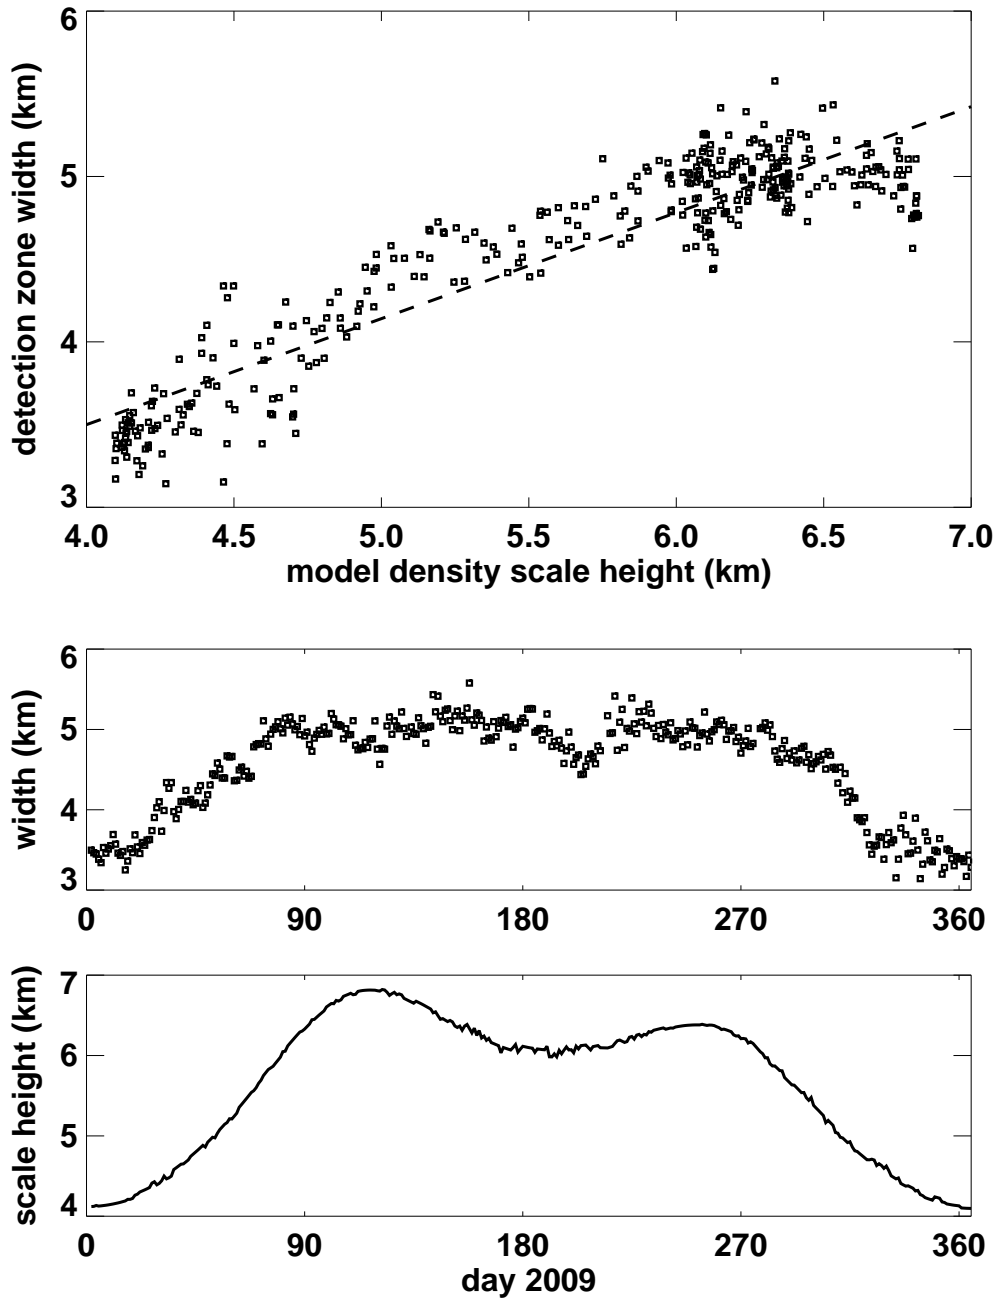 6
5
4
3
detection zone width (km)
4.0 4.5 5.0 5.5 6.0 6.5 7.0
model density scale height (km)
6
5
4
3
width (km)
0 90 180 270 360
7
6
5
4
scale height (km)
0 90 180 270 360
day 2009